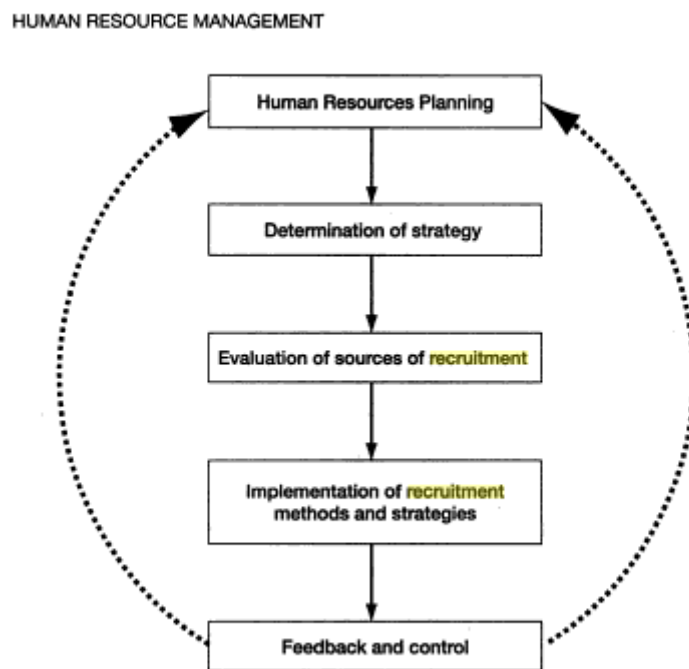 HUMAN RESOURCE MANAGEMENT
Human Resources Planning
Determination of strategy
Evaluation of sources of recruitment
Implementation of recruitment
methods and strategies
Feedback and control